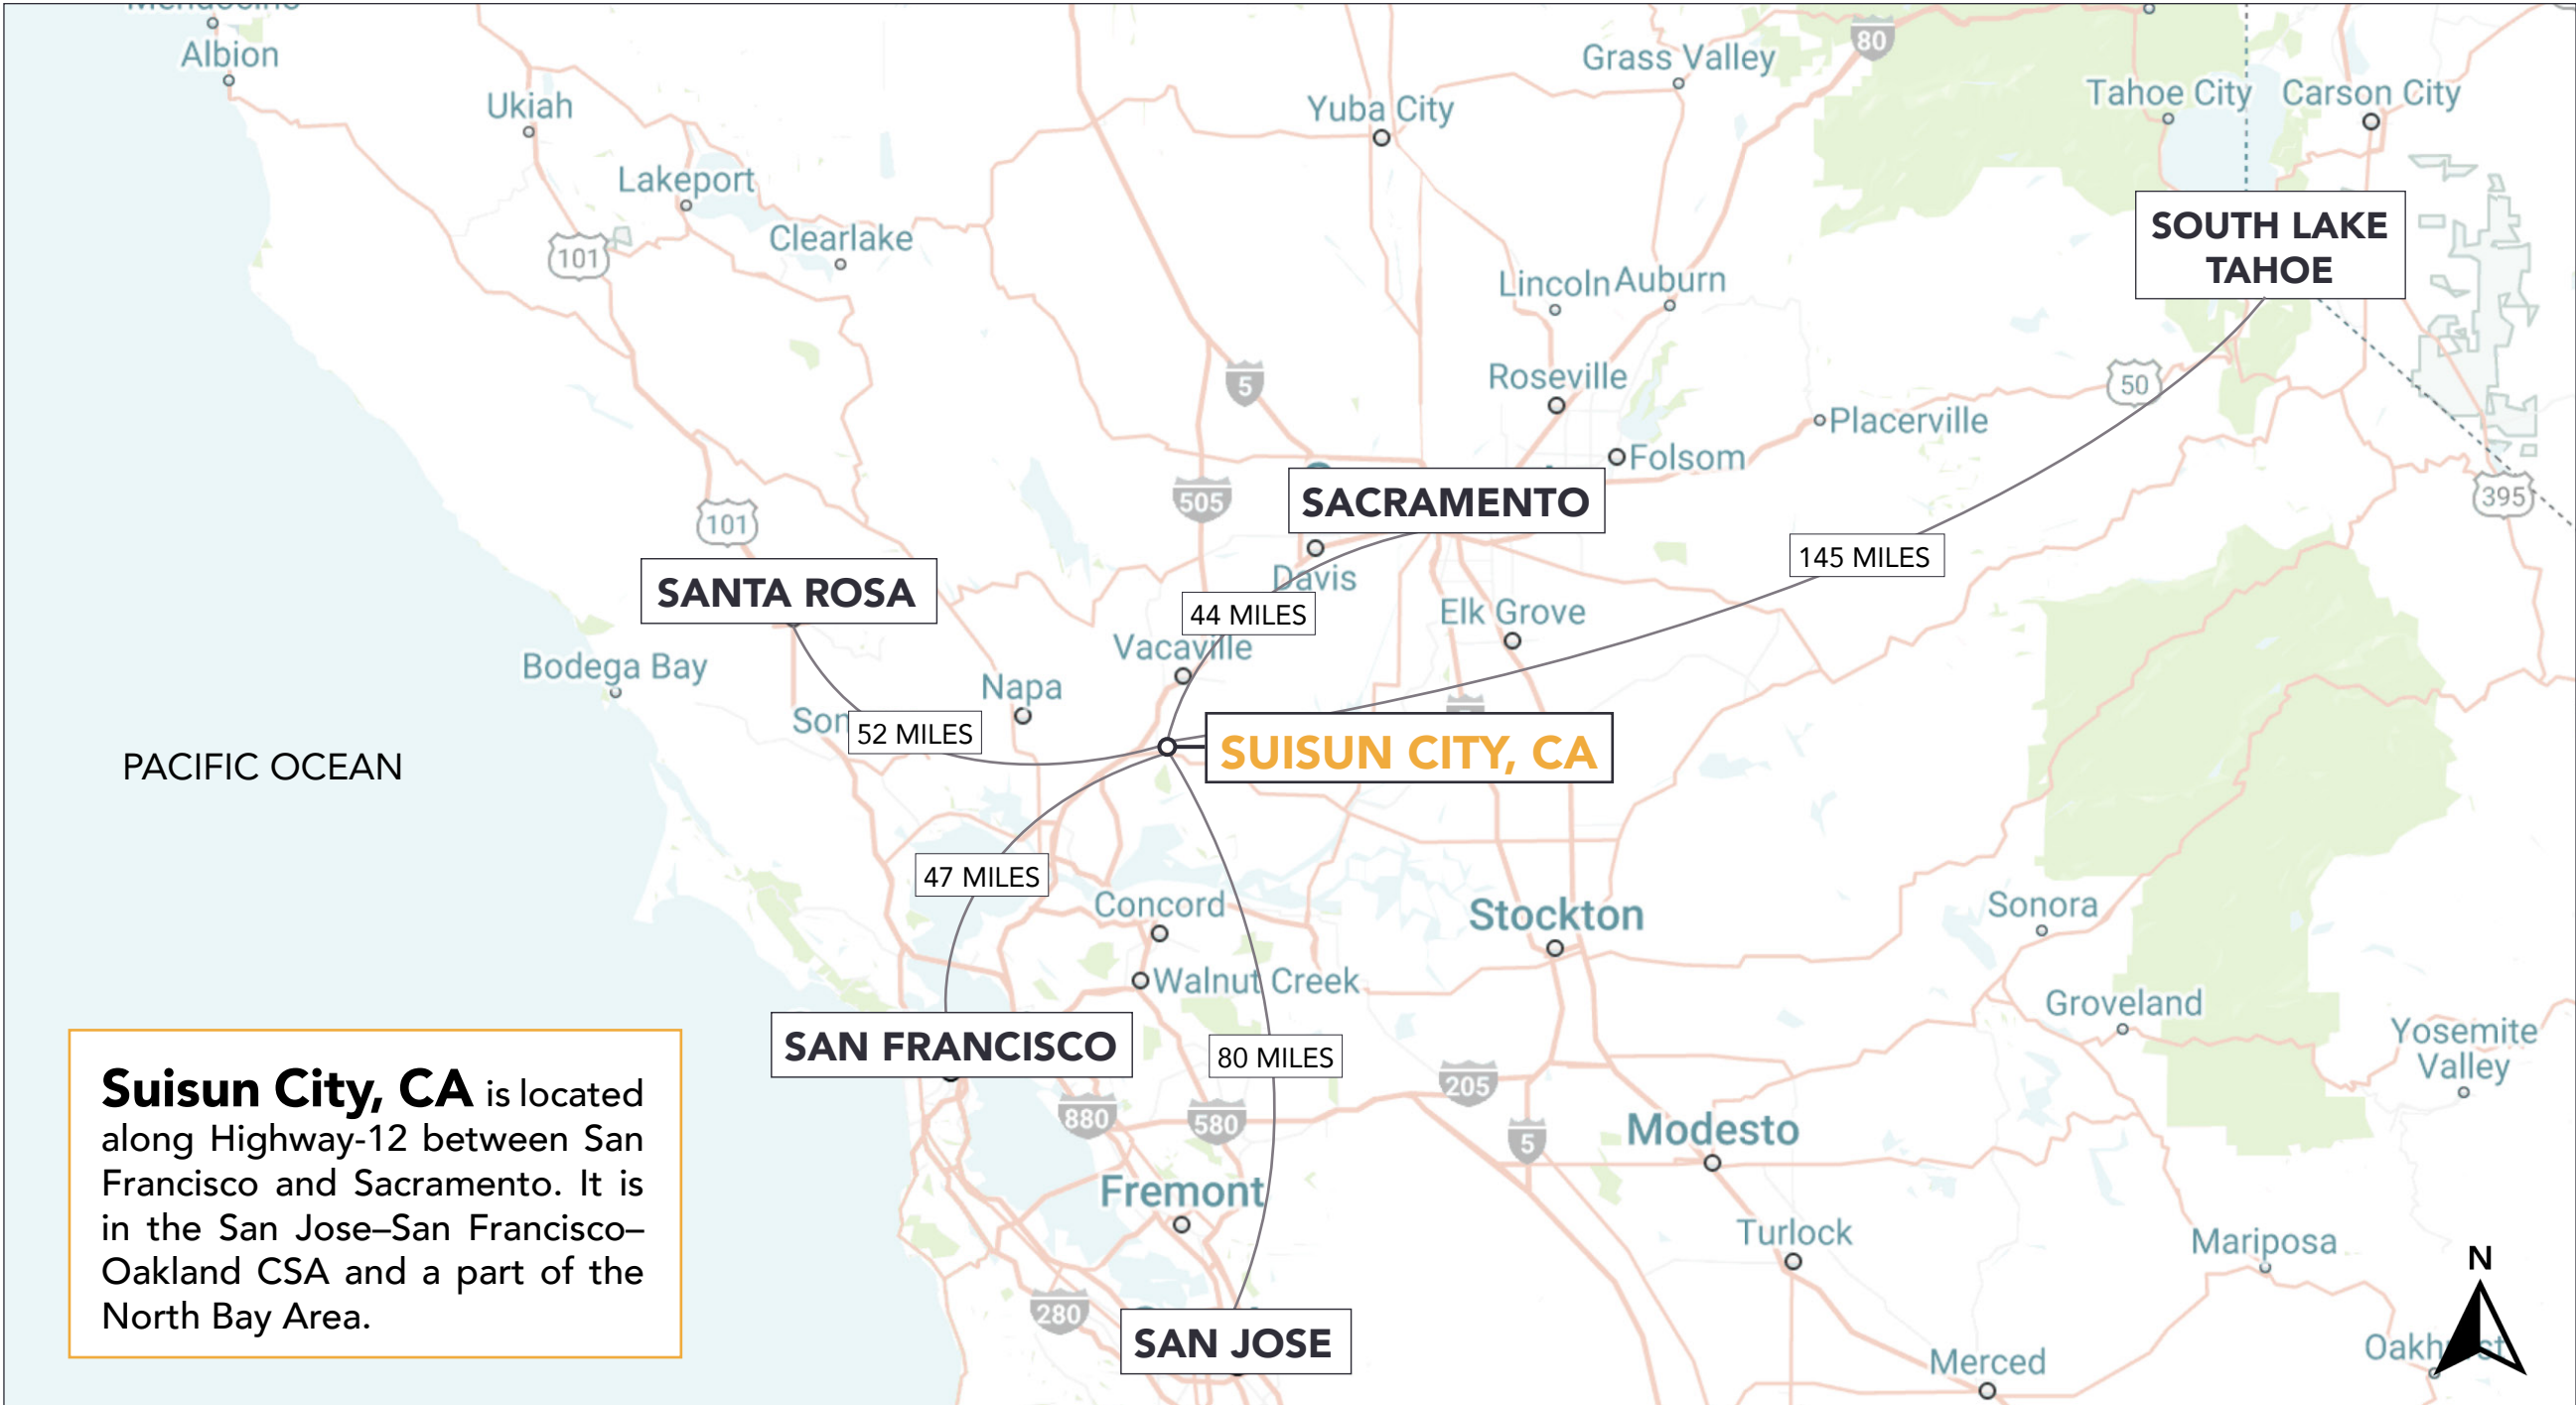 Albion
Ukiah
Lakeport
Clearlake
101
101
Yuba City
Grass Valley
80
Tahoe City
Carson City
SOUTH LAKE
TAHOE
Lincoln
Auburn
5
Roseville
50
Placerville
Folsom
505
SACRAMENTO
395
Davis
145 MILES
SANTA ROSA
44 MILES
Elk Grove
Vacaville
Bodega Bay
Napa
52 MILES
SUISUN CITY, CA
PACIFIC OCEAN
47 MILES
Concord
Stockton
Sonora
Walnut Creek
Groveland
SAN FRANCISCO
80 MILES
Yosemite
Valley
205
880
580
5
Modesto
Fremont
Turlock
Mariposa
280
SAN JOSE
Merced
N
Suisun City, CA is located
along Highway-12 between San
Francisco and Sacramento. It is
in the San Jose–San Francisco–
Oakland CSA and a part of the
North Bay Area.